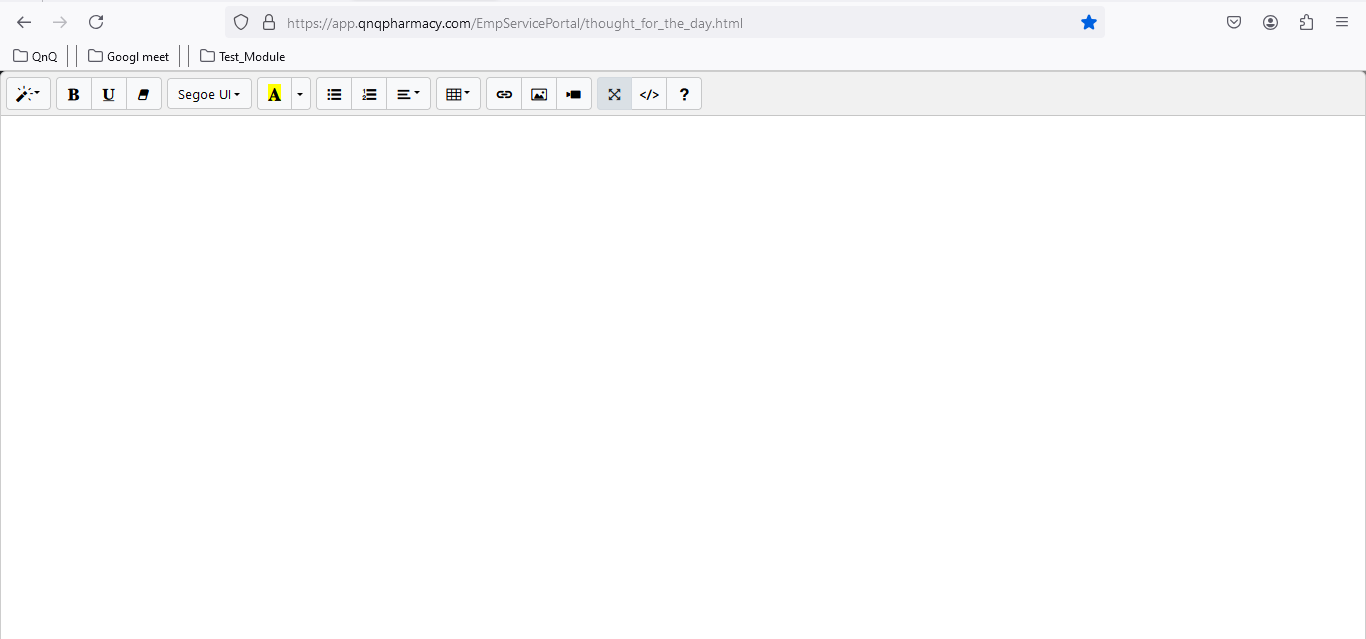 https://app.qnqpharmacy.com/EmpServicePortal/thought_for_the_day.html
QnQ Googl meet Test_Module
B U Segoe UI A </> ?